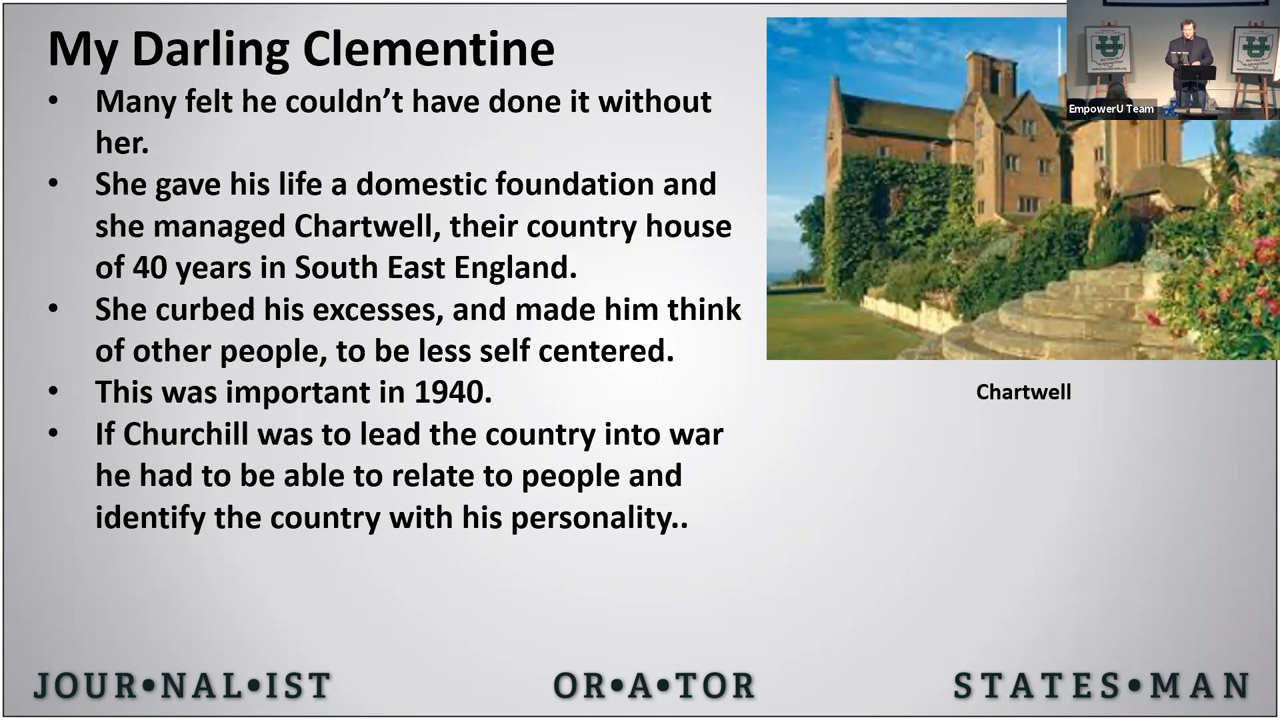 My Darling Clementine
• Many felt he couldn’t have done it without
her.
• She gave his life a domestic foundation and
she managed Chartwell, their country house
of 40 years in South East England.
• She curbed his excesses, and made him think
of other people, to be less self centered.
• This was important in 1940.
• If Churchill was to lead the country into war
he had to be able to relate to people and
identify the country with his personality..
EmpowerU Team
Chartwell
JOUR•NAL•IST
OR•A•TOR
STATES•MAN